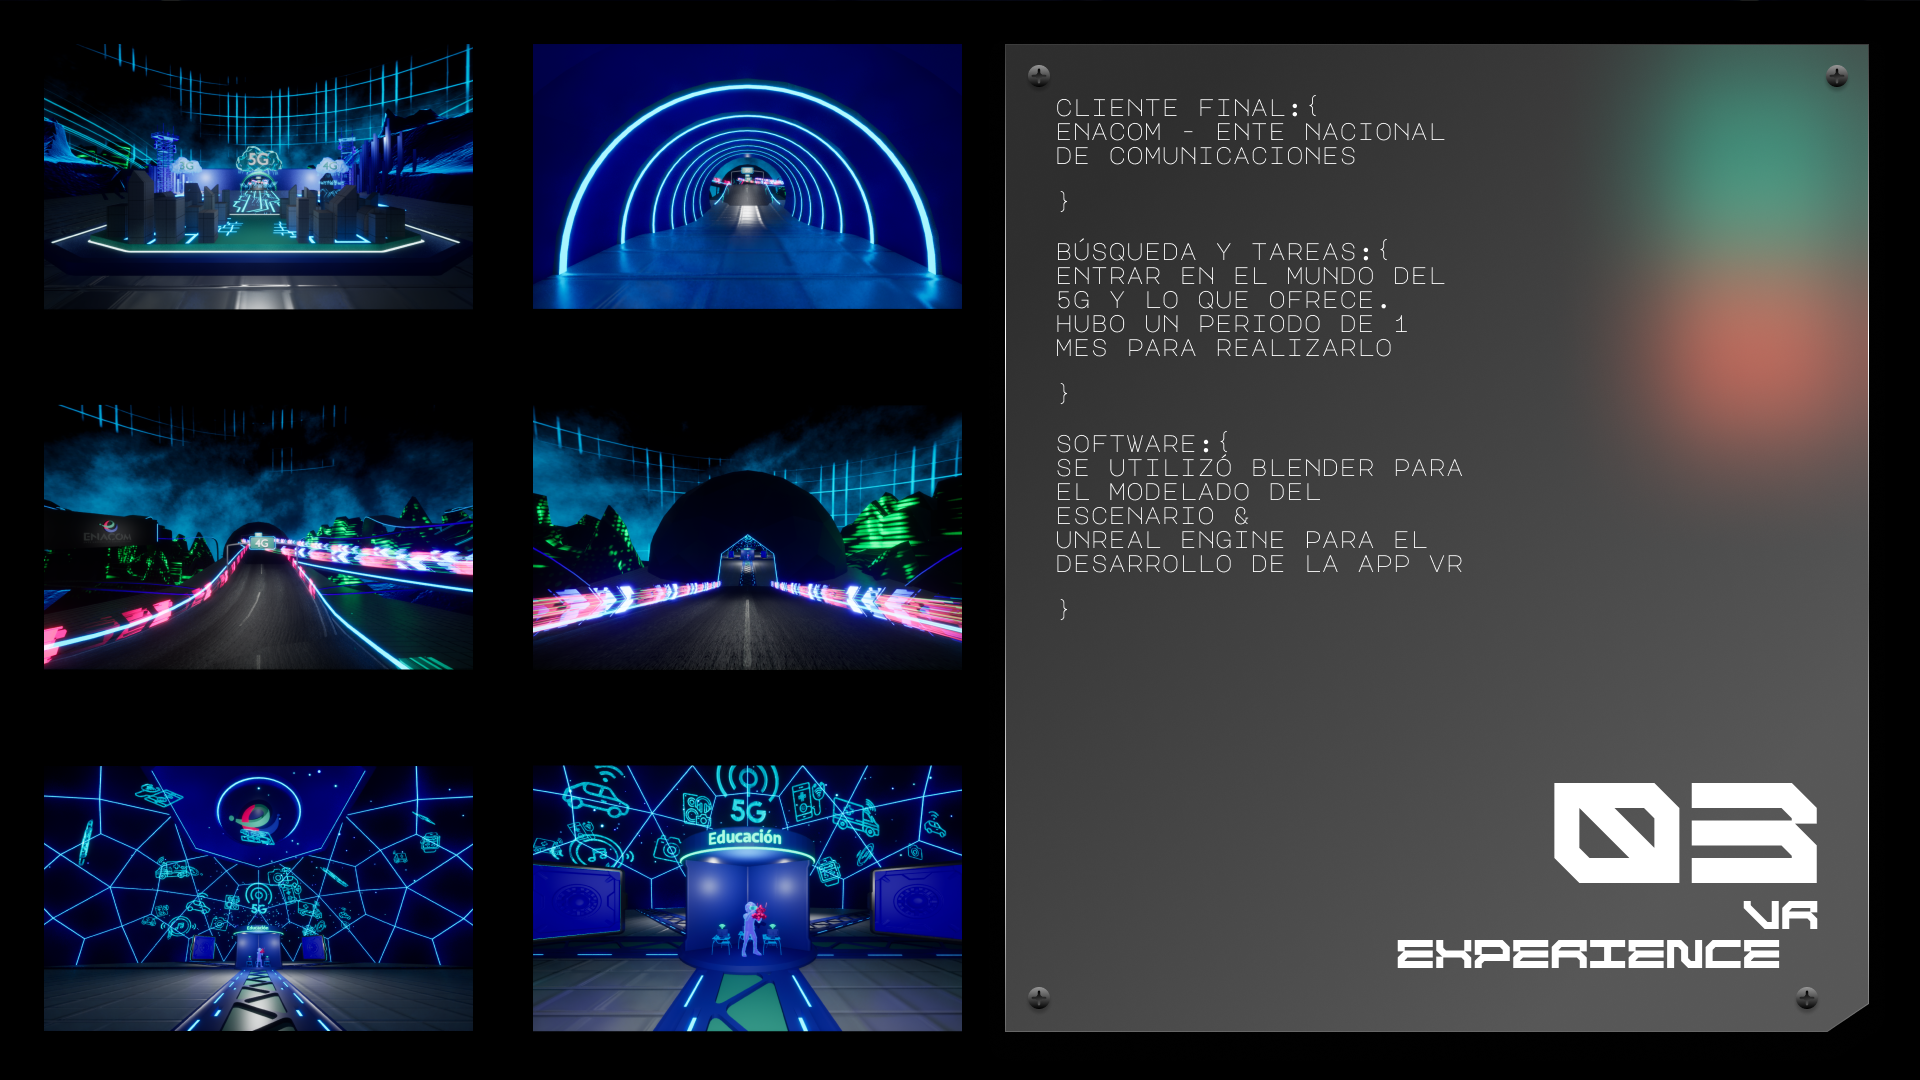 5G
3G
4G
ENACOM
4G
5G
Educación
5G
Educación
CLIENTE FINAL:{
ENACOM - ENTE NACIONAL
DE COMUNICACIONES
}
BÚSQUEDA Y TAREAS:{
ENTRAR EN EL MUNDO DEL
5G Y LO QUE OFRECE.
HUBO UN PERIODO DE 1
MES PARA REALIZARLO
}
SOFTWARE:{
SE UTILIZÓ BLENDER PARA
EL MODELADO DEL
ESCENARIO &
UNREAL ENGINE PARA EL
DESARROLLO DE LA APP VR
}
03
VR
EXPERIENCE